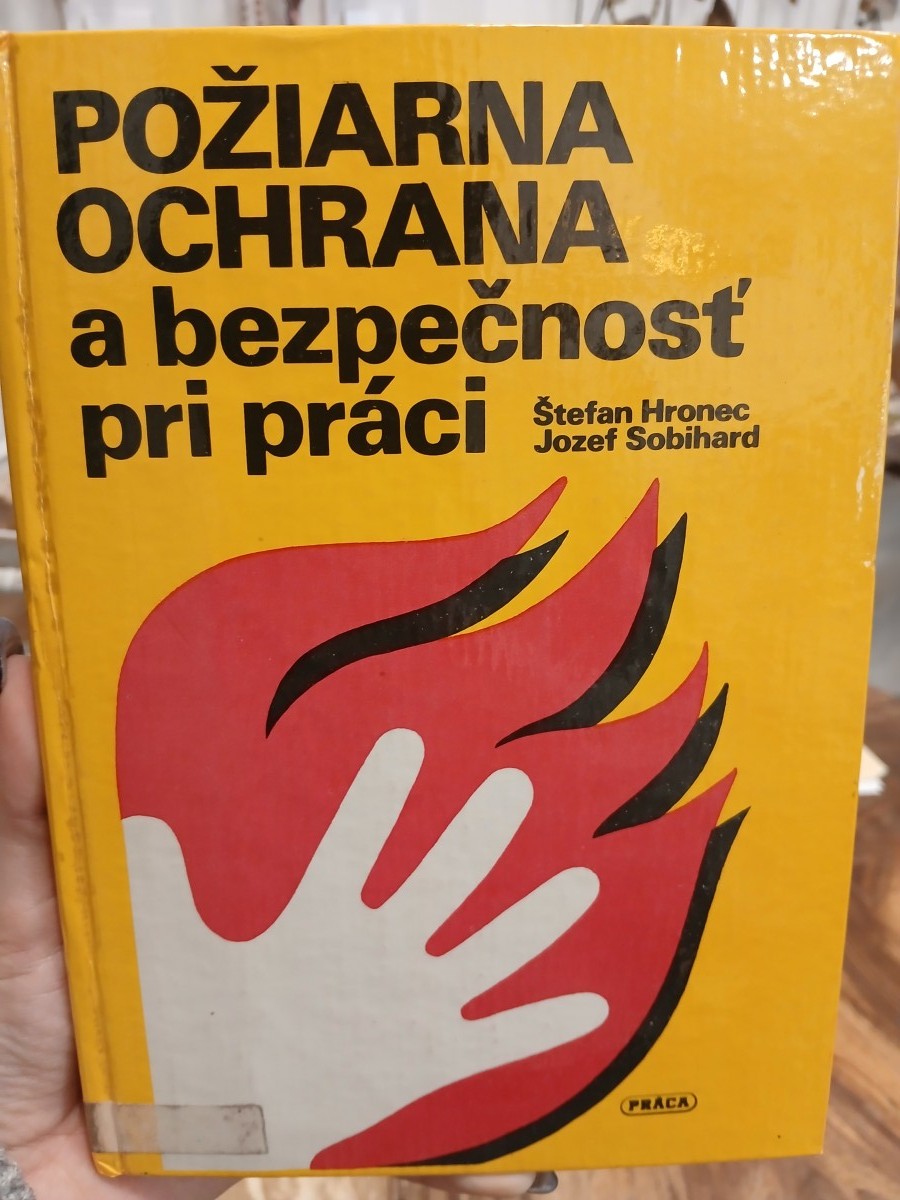 POŽIARNA
OCHRANA
a bezpečnosť
pri práci
Štefan Hronec
Jozef Sobihard
PRÁCA